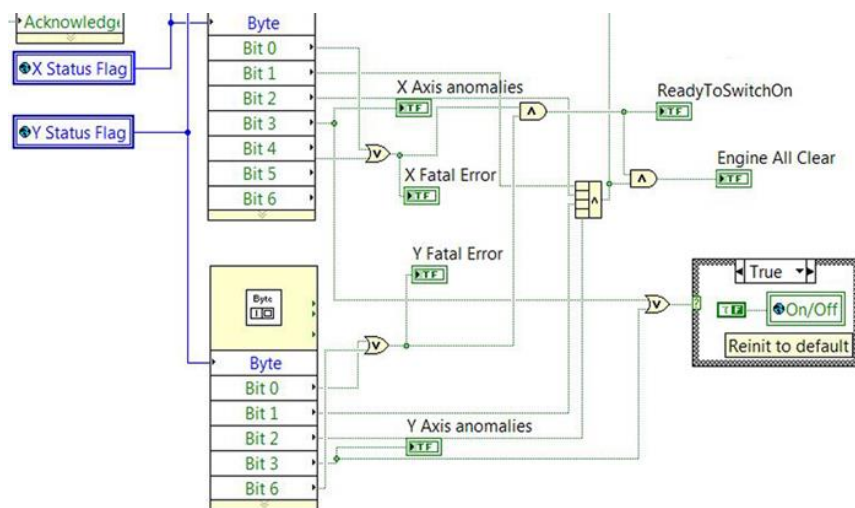 Acknowledge
X Status Flag
Y Status Flag
Byte
Bit 0
Bit 1
Bit 2
Bit 3
Bit 4
Bit 5
Bit 6
X Axis anomalies
TF
X Fatal Error
TF
ReadyToSwitchOn
TF
Engine All Clear
TF
Y Fatal Error
TF
True
TF
On/Off
Reinit to default
Byte
Byte
Bit 0
Bit 1
Bit 2
Bit 3
Bit 6
Y Axis anomalies
TF